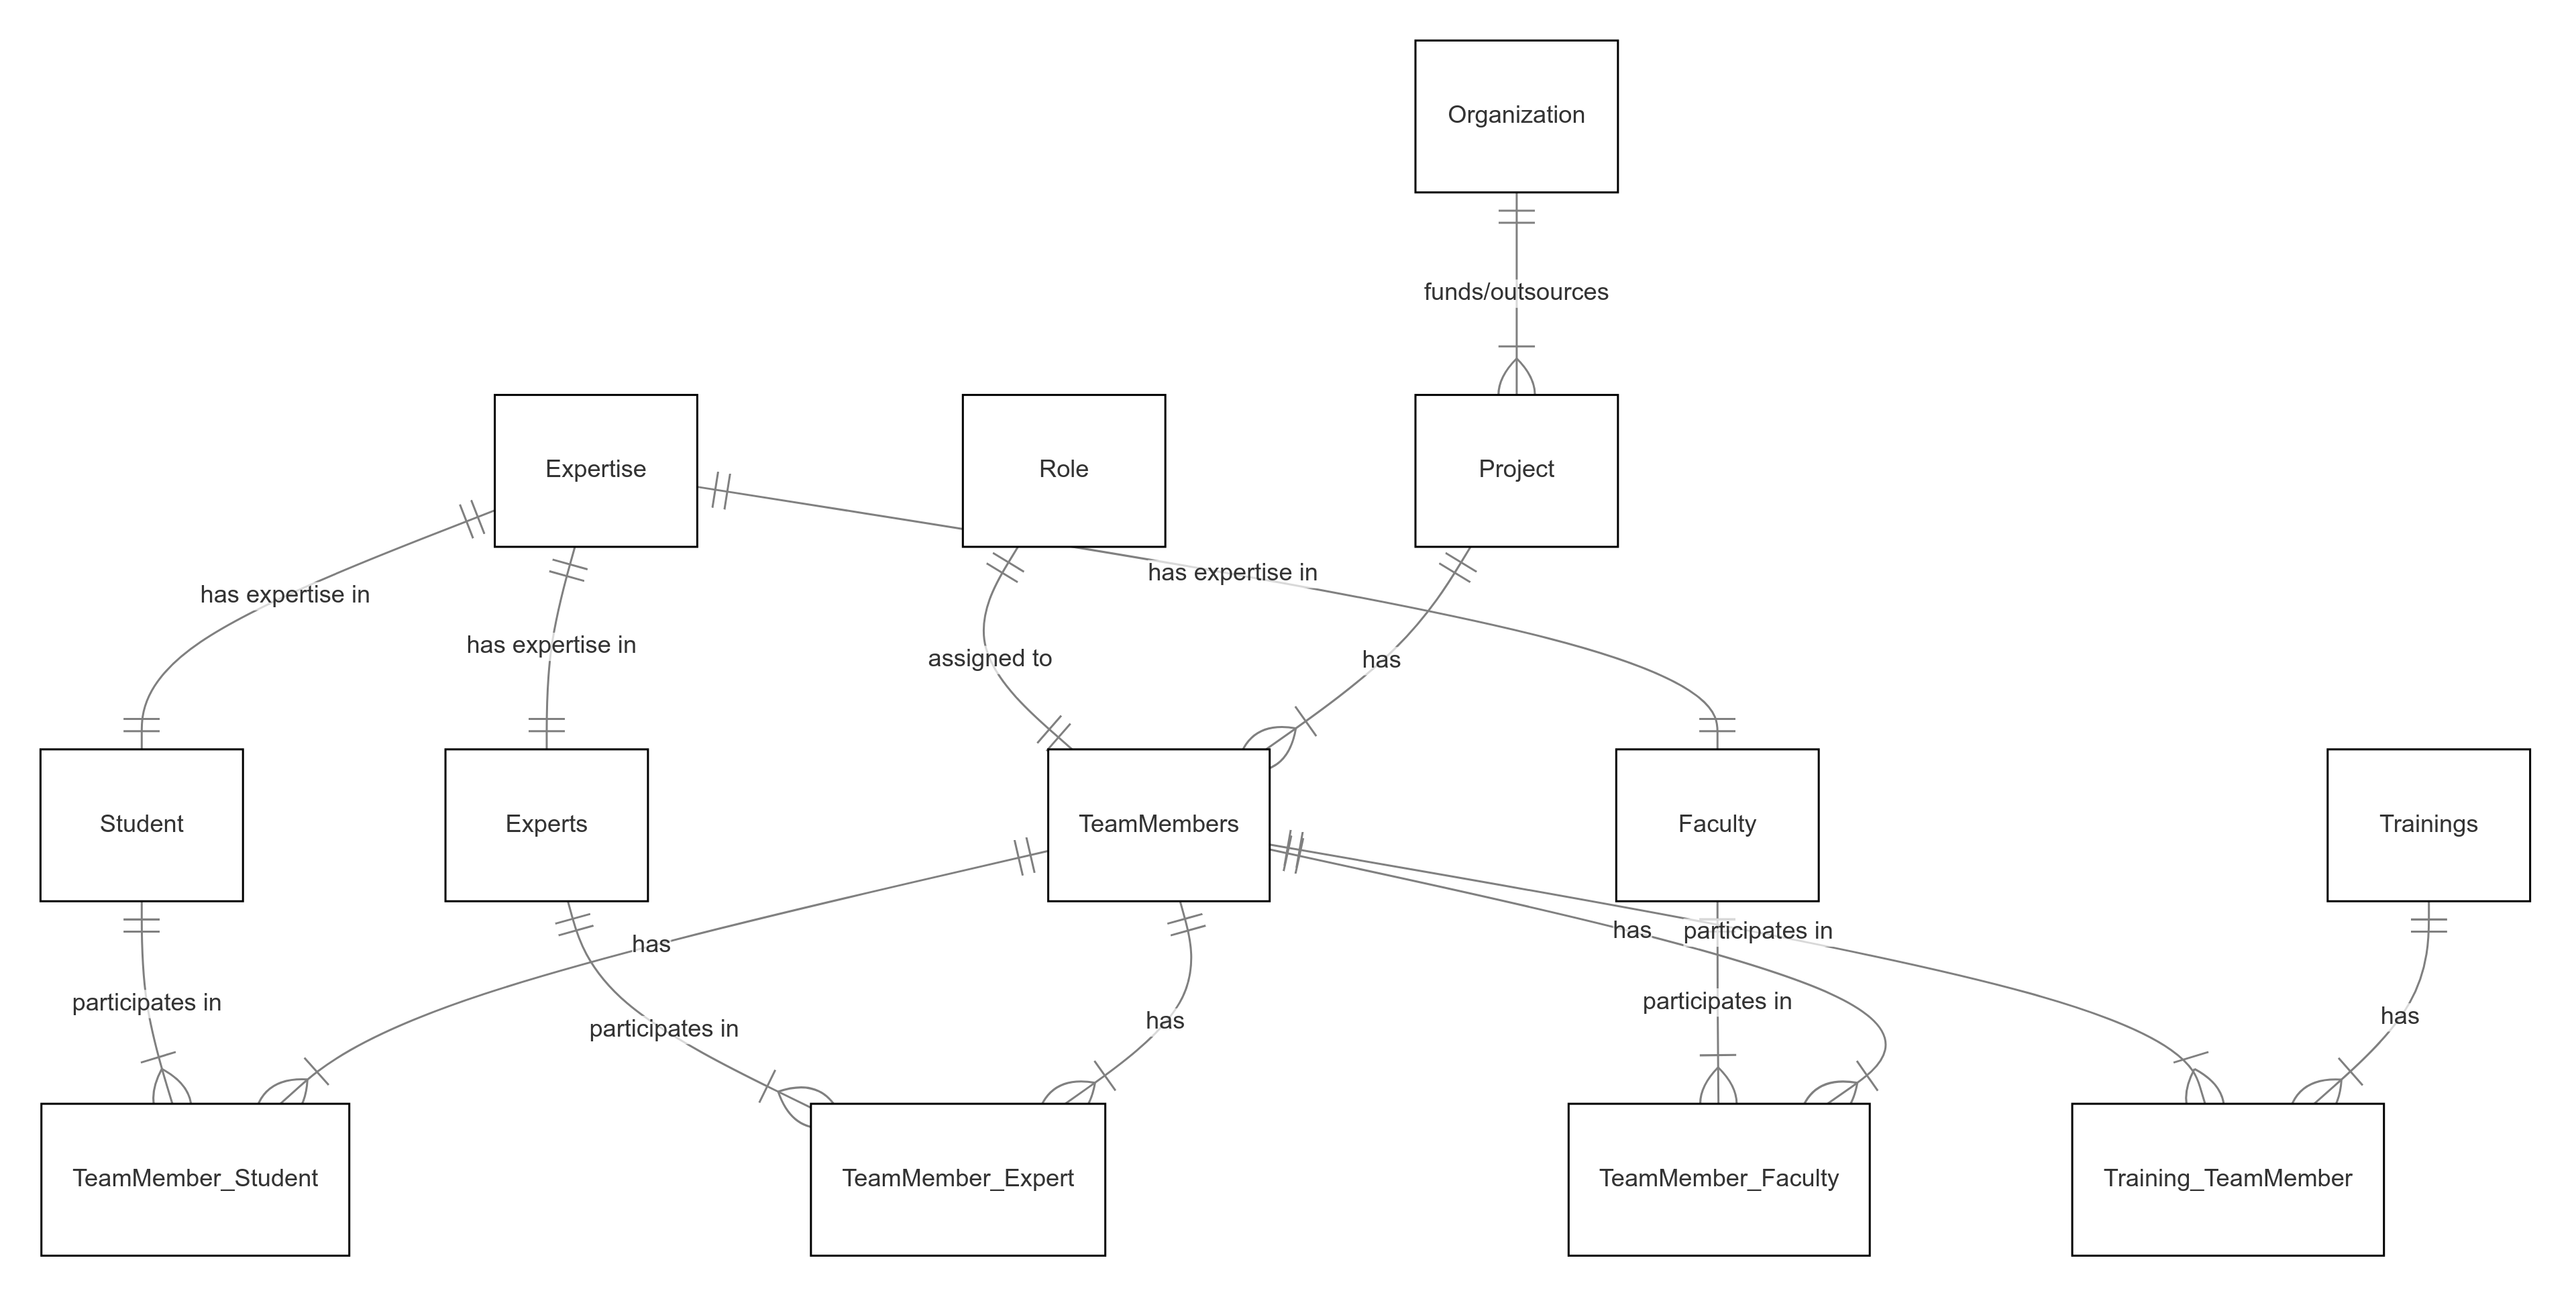 Organization
funds/outsources
Expertise
Role
Project
has expertise in
has expertise in
has expertise in
assigned to
has
Student
Experts
TeamMembers
Faculty
Trainings
has
has
participates in
participates in
participates in
has
participates in
has
TeamMember_Student
TeamMember_Expert
TeamMember_Faculty
Training_TeamMember